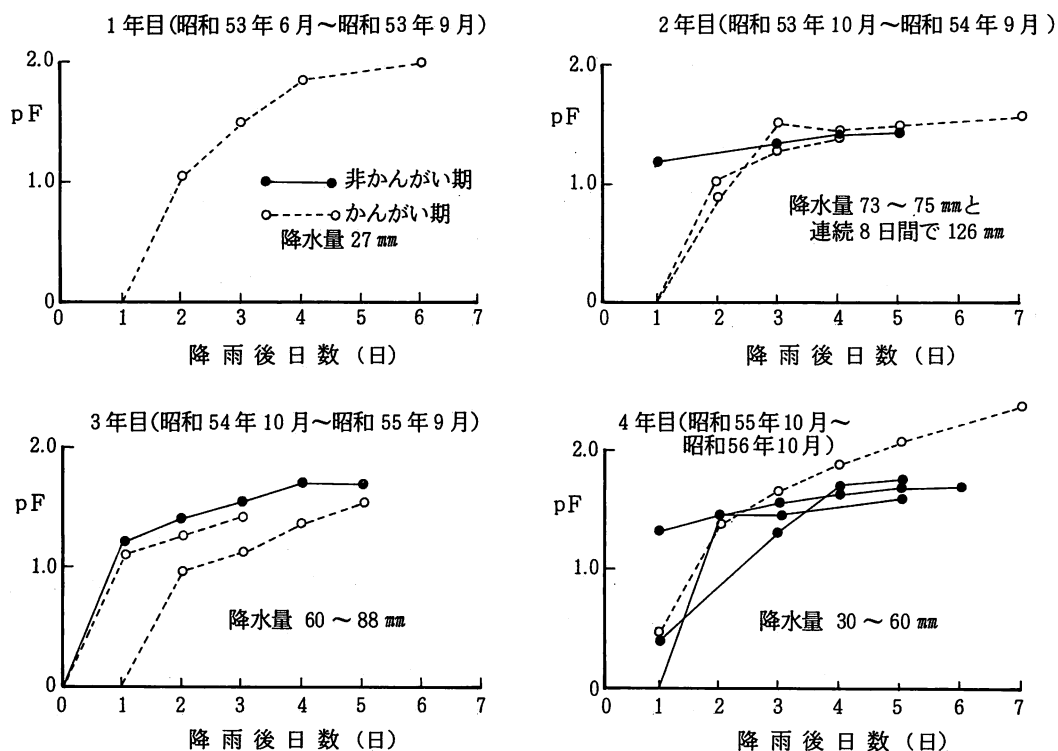 1年目(昭和53年6月~昭和53年9月)
2.0
pF
1.0
0
非かんがい期
かんがい期
降水量27㎜
0 1 2 3 4 5 6 7
降雨後日数(日)
2年目(昭和53年10月~昭和54年9月)
2.0
pF
1.0
0
降水量73~75㎜と
連続8日間で126㎜
0 1 2 3 4 5 6 7
降雨後日数(日)
3年目(昭和54年10月~昭和55年9月)
2.0
pF
1.0
0
降水量 60~88㎜
0 1 2 3 4 5 6 7
降雨後日数(日)
4年目(昭和55年10月~
昭和56年10月)
2.0
pF
1.0
0
降水量 30~60㎜
0 1 2 3 4 5 6 7
降雨後日数(日)